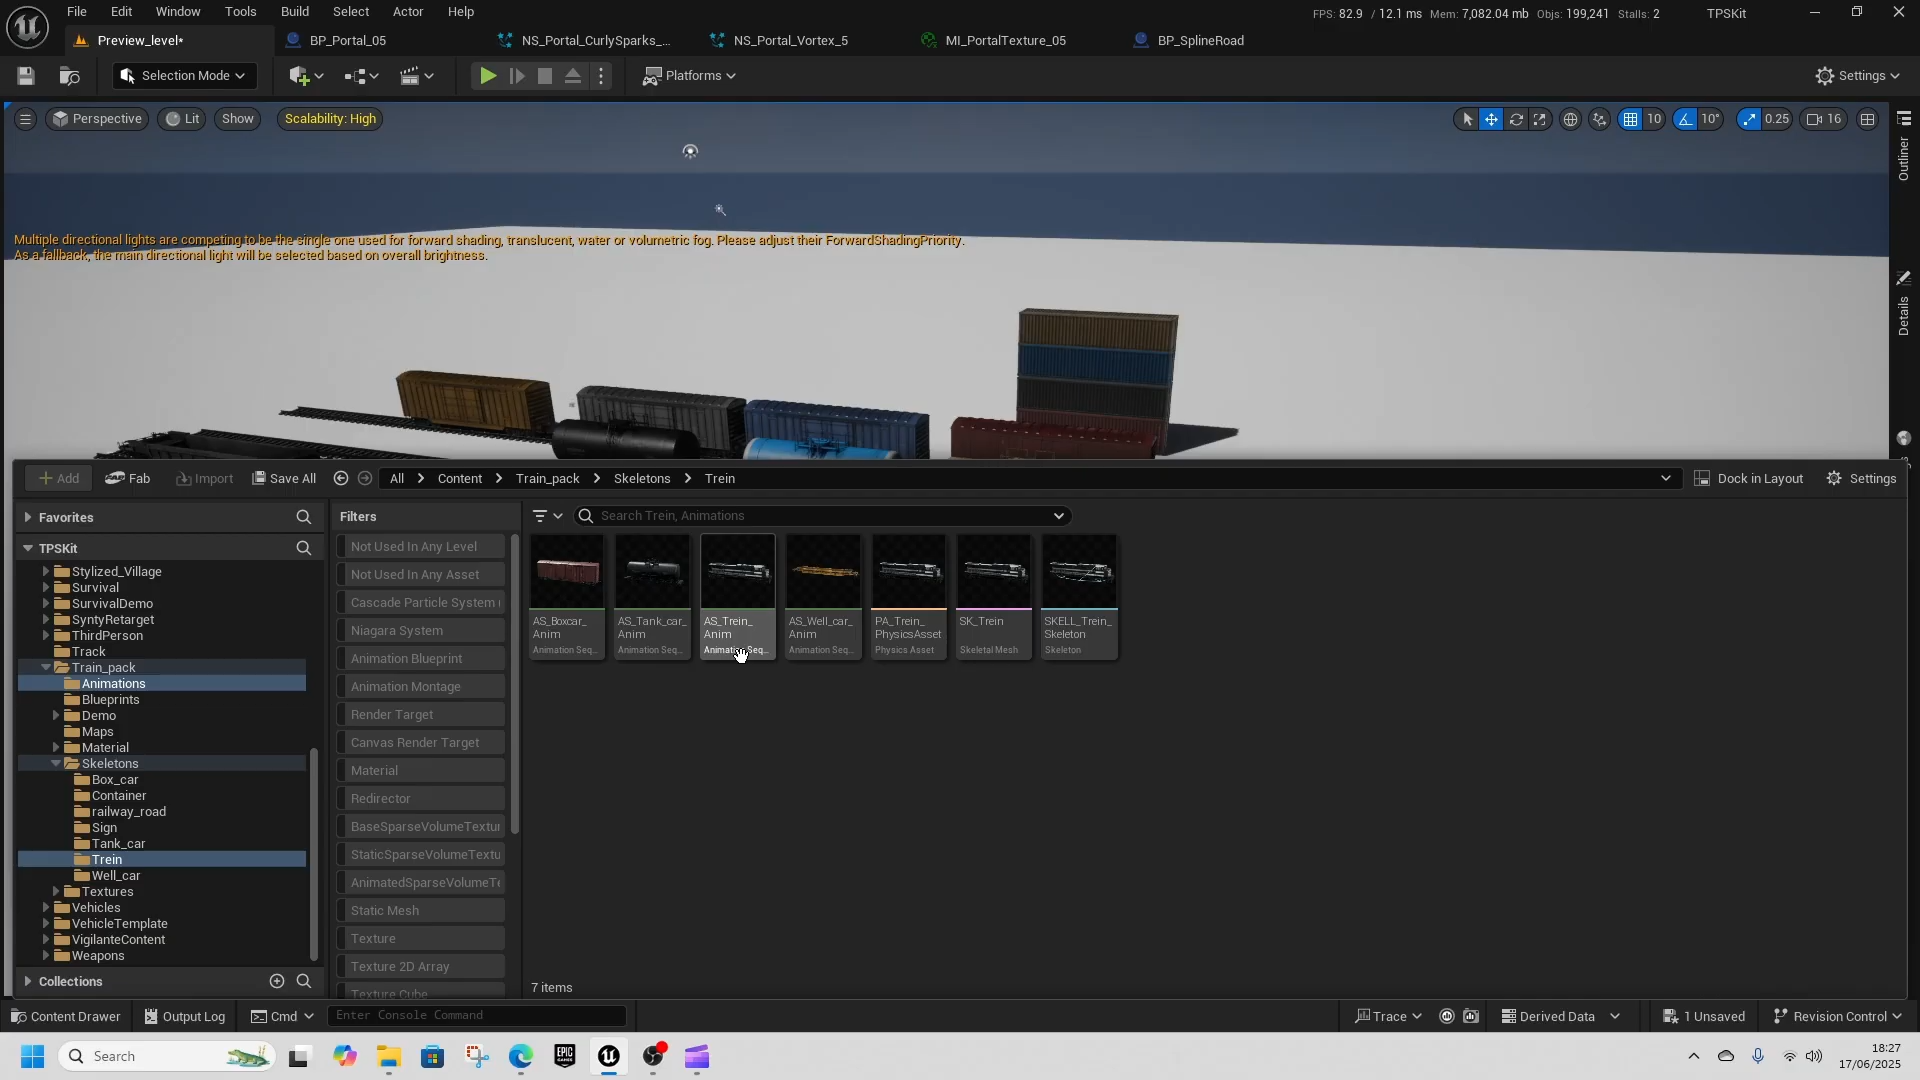 File Edit Window Tools Build Select Actor Help
FPS: 82.9 / 12.1 ms Mem: 7,082.04 mb Objs: 199,241 Stalls: 2 TPSKit
Preview_level* BP_Portal_05 NS_Portal_CurlySparks_... NS_Portal_Vortex_5 MI_PortalTexture_05 BP_SplineRoad
Selection Mode Platforms Settings
Perspective Lit Show Scalability: High 10 10° 0.25 16
Outliner
Details
Multiple directional lights are competing to be the single one used for forward shading, translucent, water or volumetric fog. Please adjust their ForwardShadingPriority.
As a fallback, the main directional light will be selected based on overall brightness.
Add Fab Import Save All All Content Train_pack Skeletons Trein Dock in Layout Settings
Favorites
TPSKit
Stylized_Village
Survival
SurvivalDemo
SyntyRetarget
ThirdPerson
Track
Train_pack
Animations
Blueprints
Demo
Maps
Material
Skeletons
Box_car
Container
railway_road
Sign
Tank_car
Trein
Well_car
Textures
Vehicles
VehicleTemplate
VigilanteContent
Weapons
Collections
Filters
Not Used In Any Level
Not Used In Any Asset
Cascade Particle System (
Niagara System
Animation Blueprint
Animation Montage
Render Target
Canvas Render Target
Material
Redirector
BaseSparseVolumeTextur
StaticSparseVolumeTextu
AnimatedSparseVolumeTe
Static Mesh
Texture
Texture 2D Array
Texture Cube
Search Trein, Animations
AS_Boxcar_
Anim
Animation Seq...
AS_Tank_car_
Anim
Animation Seq...
AS_Trein_
Anim
Animation Seq...
AS_Well_car_
Anim
Animation Seq...
PA_Trein_
PhysicsAsset
Physics Asset
SK_Trein
Skeletal Mesh
SKELL_Trein_
Skeleton
Skeleton
7 items
Content Drawer Output Log Cmd Enter Console Command Trace Derived Data 1 Unsaved Revision Control
Search
EPIC
GAMES
18:27
17/06/2025